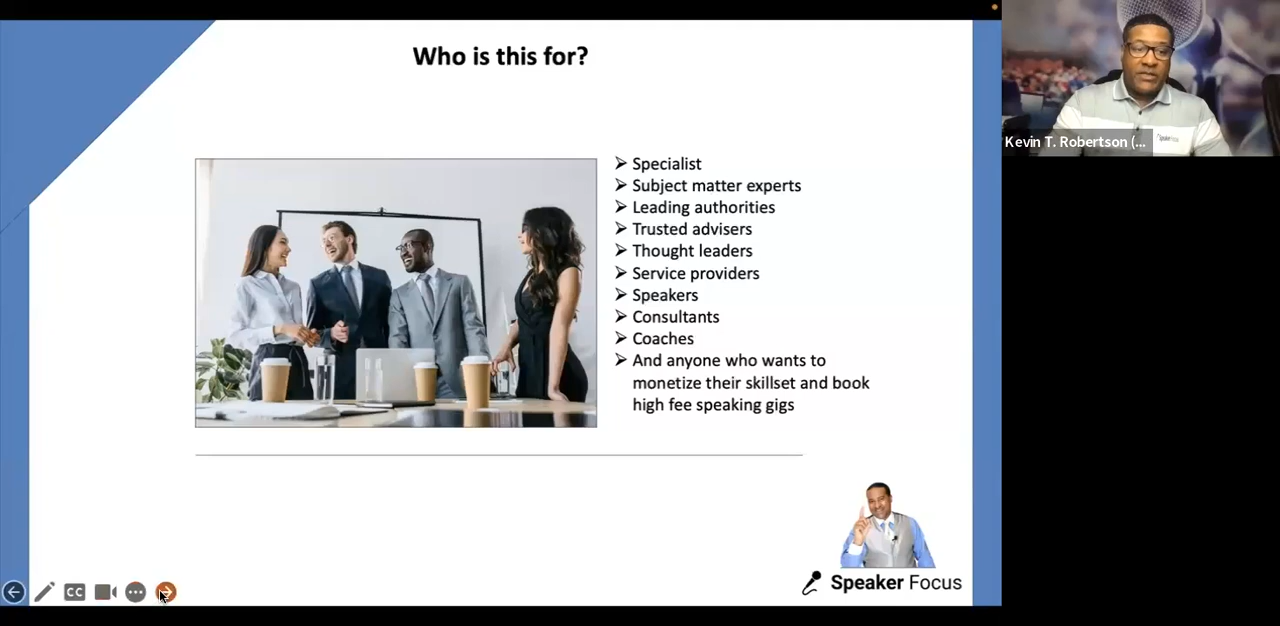 Who is this for?
➢ Specialist
➢ Subject matter experts
➢ Leading authorities
➢ Trusted advisers
➢ Thought leaders
➢ Service providers
➢ Speakers
➢ Consultants
➢ Coaches
➢ And anyone who wants to
monetize their skillset and book
high fee speaking gigs
Speaker Focus
CC
Kevin T. Robertson (...